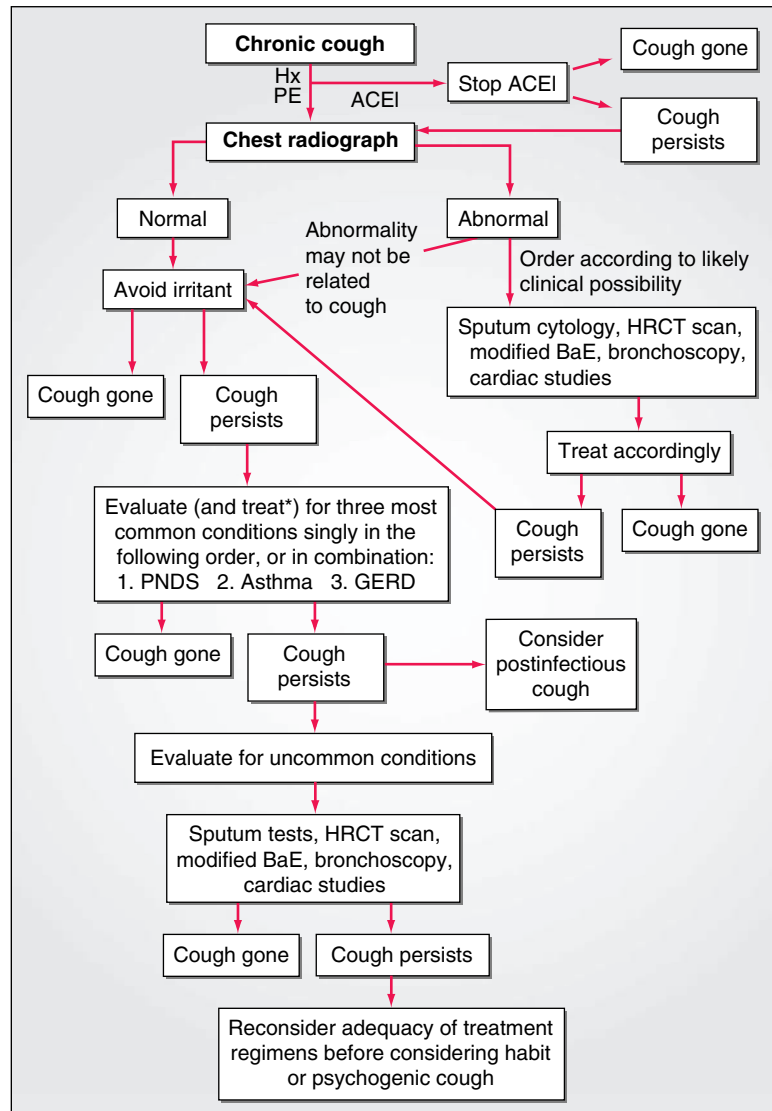 Chronic cough
Hx
PE
ACEI
Stop ACEI
Cough gone
Cough
persists
Chest radiograph
Normal
Abnormal
Abnormality
may not be
related
to cough
Order according to likely
clinical possibility
Avoid irritant
Sputum cytology, HRCT scan,
modified BaE, bronchoscopy,
cardiac studies
Cough gone
Cough
persists
Treat accordingly
Cough
persists
Cough gone
Evaluate (and treat*) for three most
common conditions singly in the
following order, or in combination:
1. PNDS 2. Asthma 3. GERD
Cough gone
Cough
persists
Consider
postinfectious
cough
Evaluate for uncommon conditions
Sputum tests, HRCT scan,
modified BaE, bronchoscopy,
cardiac studies
Cough gone
Cough persists
Reconsider adequacy of treatment
regimens before considering habit
or psychogenic cough